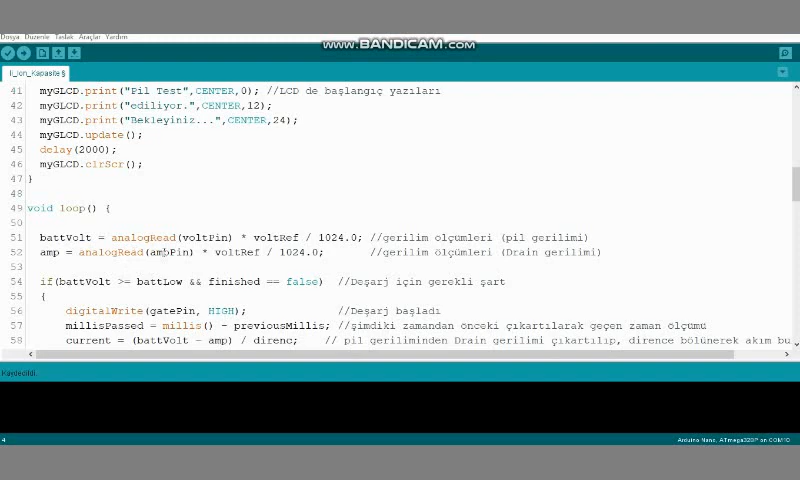 Dosya Düzenle Taslak Araçlar Yardım
www.BANDICAM.com
li_Ion_Kapasite §
41 myGLCD.print("Pil Test",CENTER,0); //LCD de başlangıç yazıları
42 myGLCD.print("ediliyor.",CENTER,12);
43 myGLCD.print("Bekleyiniz...",CENTER,24);
44 myGLCD.update();
45 delay(2000);
46 myGLCD.clrScr();
47 }
48
49 void loop() {
50
51 battVolt = analogRead(voltPin) * voltRef / 1024.0; //gerilim ölçümleri (pil gerilimi)
52 amp = analogRead(ampPin) * voltRef / 1024.0; //gerilim ölçümleri (Drain gerilimi)
53
54 if(battVolt >= battLow && finished == false) //Deşarj için gerekli şart
55 {
56 digitalWrite(gatePin, HIGH); //Deşarj başladı
57 millisPassed = millis() - previousMillis; //şimdiki zamandan önceki çıkartılarak geçen zaman ölçümü
58 current = (battVolt - amp) / direnc; // pil geriliminden Drain gerilimi çıkartılıp, dirence bölünerek akım bu
Kaydedildi.
4
Arduino Nano, ATmega328P on COM10